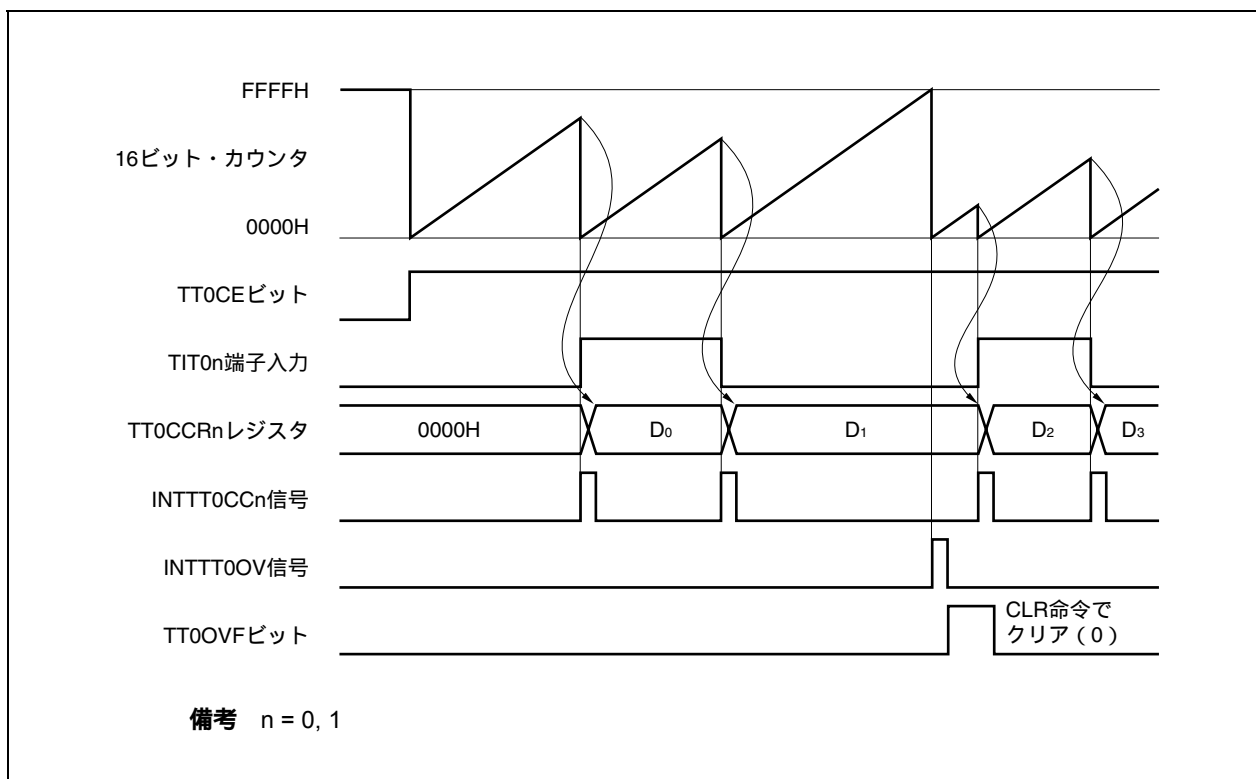 FFFFH
16ビット・カウンタ
0000H
TT0CEビット
TIT0n端子入力
TT0CCRnレジスタ
0000H
D0
D1
D2
D3
INTTT0CCn信号
INTTT0OV信号
TT0OVFビット
CLR命令で
クリア（0）
備考 n = 0, 1